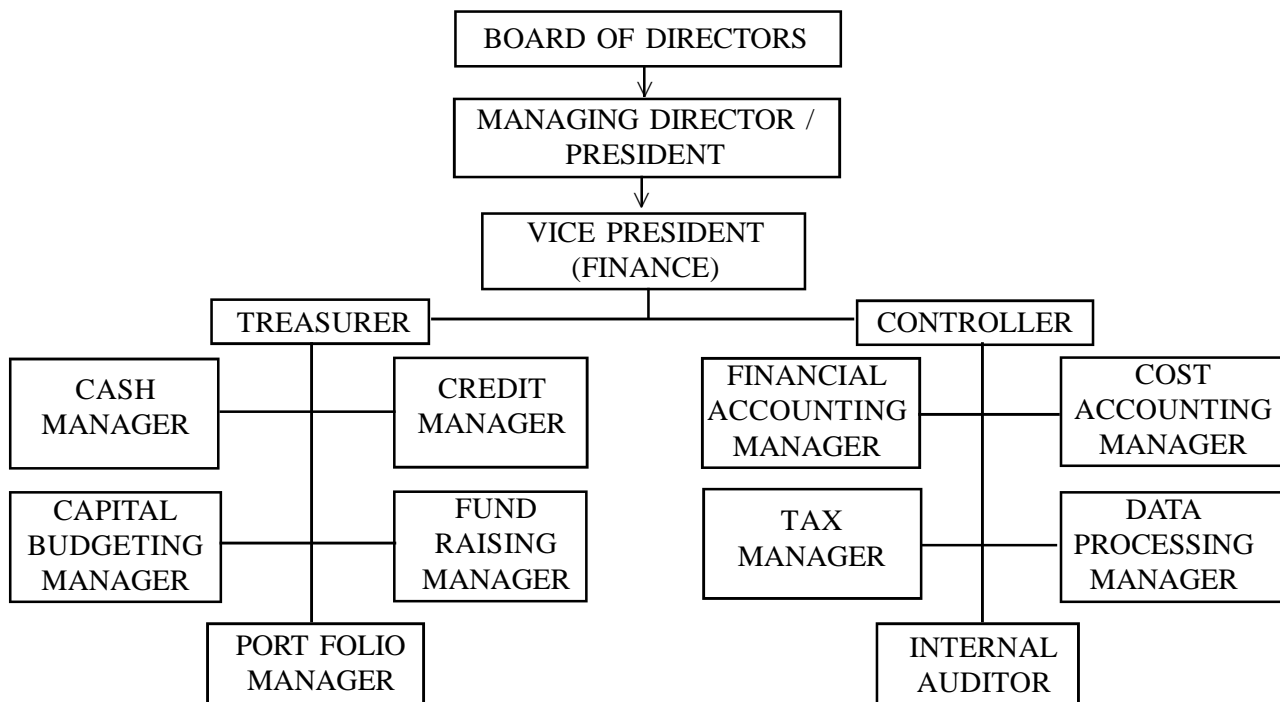 BOARD OF DIRECTORS
MANAGING DIRECTOR /
PRESIDENT
VICE PRESIDENT
(FINANCE)
TREASURER
CONTROLLER
CASH
MANAGER
CREDIT
MANAGER
FINANCIAL
ACCOUNTING
MANAGER
COST
ACCOUNTING
MANAGER
CAPITAL
BUDGETING
MANAGER
FUND
RAISING
MANAGER
TAX
MANAGER
DATA
PROCESSING
MANAGER
PORT FOLIO
MANAGER
INTERNAL
AUDITOR